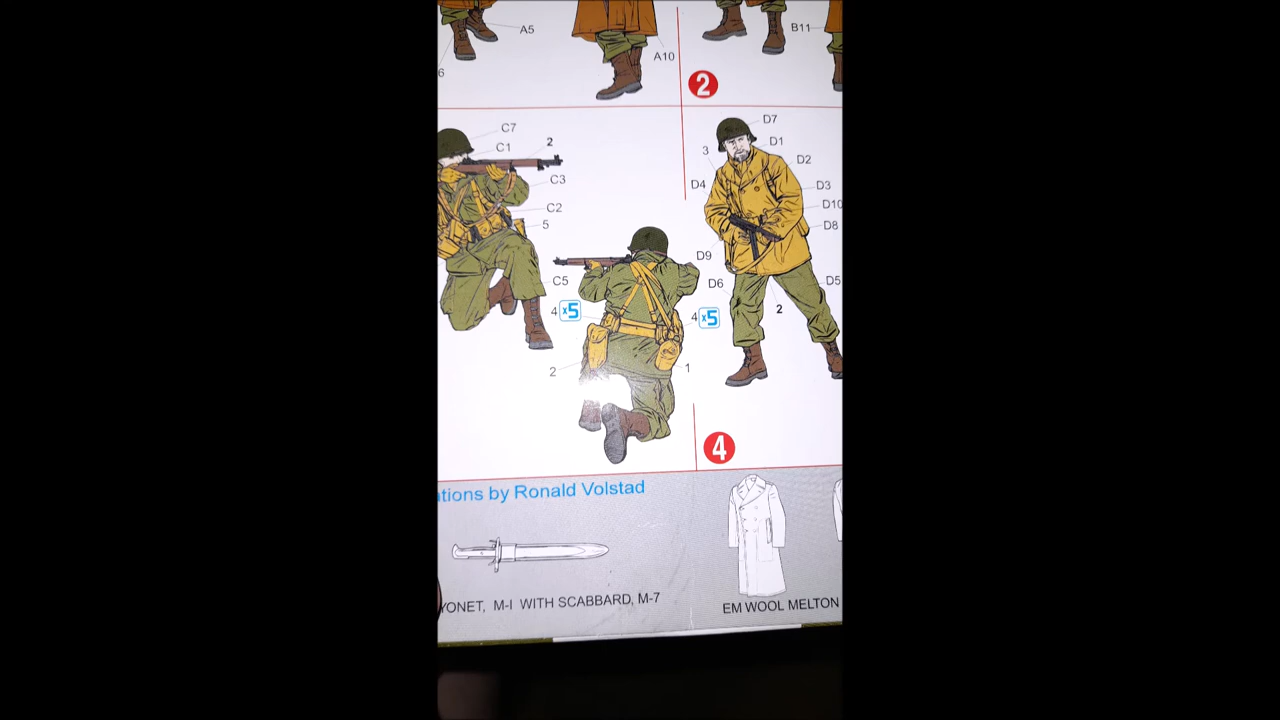 A5
6
A10
B11
2
C7
C1
2
C3
C2
5
C5
4 x5
4 x5
2
1
D7
D1
3
D2
D4
D3
D10
D8
D9
D6
D5
2
4
by Ronald Volstad
M-I WITH SCABBARD, M-7
EM WOOL MELTON